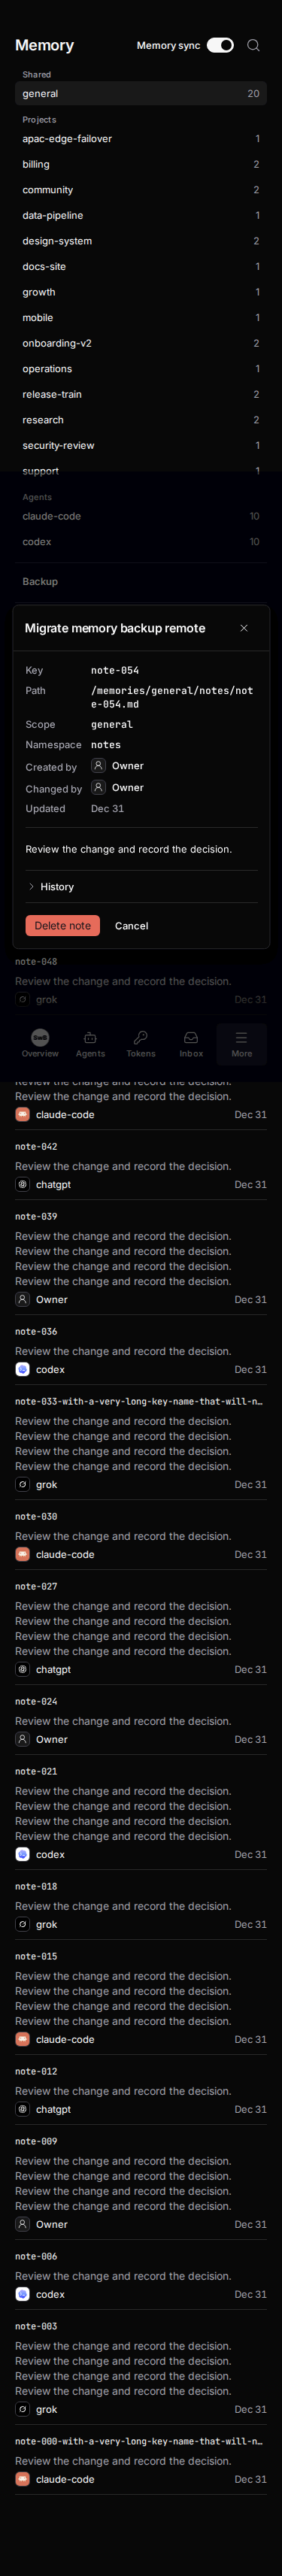 Memory
Memory sync
Shared
general 20
Projects
apac-edge-failover 1
billing 2
community 2
data-pipeline 1
design-system 2
docs-site 1
growth 1
mobile 1
onboarding-v2 2
operations 1
release-train 2
research 2
security-review 1
support 1
Agents
claude-code 10
codex 10
Backup
Migrate memory backup remote
Key note-054
Path /memories/general/notes/not
e-054.md
Scope general
Namespace notes
Created by Owner
Changed by Owner
Updated Dec 31
Review the change and record the decision.
History
Delete note Cancel
note-048
Review the change and record the decision.
grok Dec 31
SwB
Overview Agents Tokens Inbox More
Review the change and record the decision.
Review the change and record the decision.
claude-code Dec 31
note-042
Review the change and record the decision.
chatgpt Dec 31
note-039
Review the change and record the decision.
Review the change and record the decision.
Review the change and record the decision.
Review the change and record the decision.
Owner Dec 31
note-036
Review the change and record the decision.
codex Dec 31
note-033-with-a-very-long-key-name-that-will-n…
Review the change and record the decision.
Review the change and record the decision.
Review the change and record the decision.
Review the change and record the decision.
grok Dec 31
note-030
Review the change and record the decision.
claude-code Dec 31
note-027
Review the change and record the decision.
Review the change and record the decision.
Review the change and record the decision.
Review the change and record the decision.
chatgpt Dec 31
note-024
Review the change and record the decision.
Owner Dec 31
note-021
Review the change and record the decision.
Review the change and record the decision.
Review the change and record the decision.
Review the change and record the decision.
codex Dec 31
note-018
Review the change and record the decision.
grok Dec 31
note-015
Review the change and record the decision.
Review the change and record the decision.
Review the change and record the decision.
Review the change and record the decision.
claude-code Dec 31
note-012
Review the change and record the decision.
chatgpt Dec 31
note-009
Review the change and record the decision.
Review the change and record the decision.
Review the change and record the decision.
Review the change and record the decision.
Owner Dec 31
note-006
Review the change and record the decision.
codex Dec 31
note-003
Review the change and record the decision.
Review the change and record the decision.
Review the change and record the decision.
Review the change and record the decision.
grok Dec 31
note-000-with-a-very-long-key-name-that-will-n…
Review the change and record the decision.
claude-code Dec 31